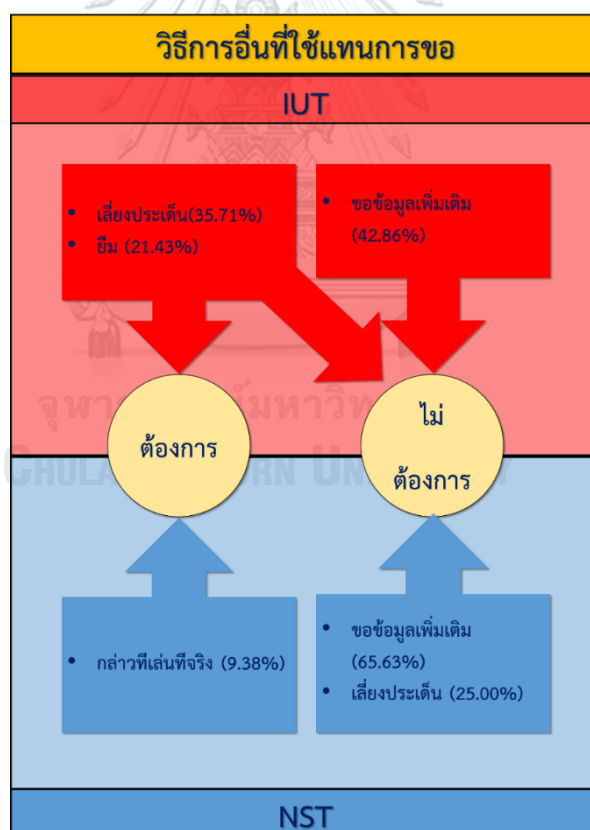 วิธีการอื่นที่ใช้แทนการขอ
IUT
• เลี่ยงประเด็น(35.71%)
• ยืม (21.43%)
• ขอข้อมูลเพิ่มเติม
(42.86%)
ต้องการ
ไม่
ต้องการ
• กล่าวทีเล่นทีจริง (9.38%)
• ขอข้อมูลเพิ่มเติม
(65.63%)
• เลี่ยงประเด็น (25.00%)
NST